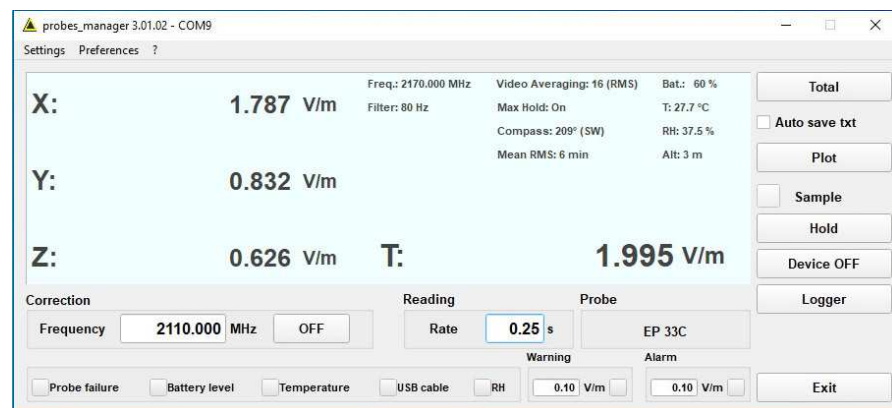 probes_manager 3.01.02 - COM9
Settings Preferences ?
X: 1.787 V/m
Freq.: 2170.000 MHz Video Averaging: 16 (RMS) Bat.: 60 %
Filter: 80 Hz Max Hold: On T: 27.7 °C
Compass: 209° (SW) RH: 37.5 %
Mean RMS: 6 min Alt: 3 m
Y: 0.832 V/m
Z: 0.626 V/m T: 1.995 V/m
Total
Auto save txt
Plot
Sample
Hold
Device OFF
Logger
Correction Reading Probe
Frequency 2110.000 MHz OFF Rate 0.25 s EP 33C
Warning Alarm
Probe failure Battery level Temperature USB cable RH 0.10 V/m 0.10 V/m
Exit